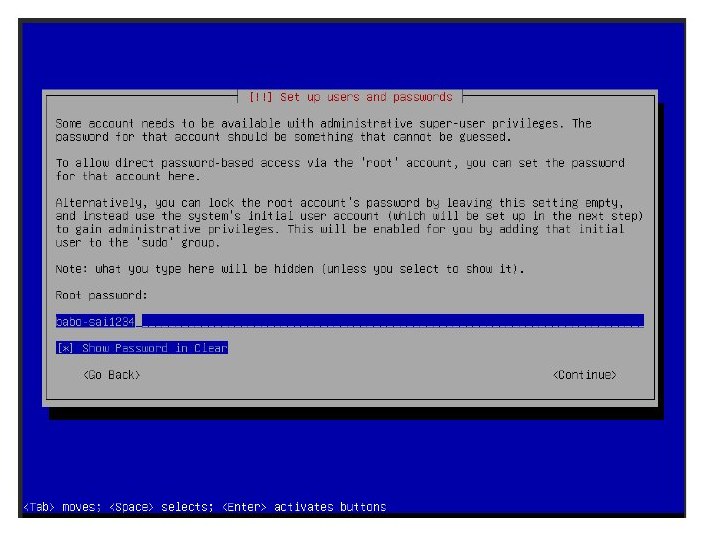 [!!] Set up users and passwords
Some account needs to be available with administrative super-user privileges. The
password for that account should be something that cannot be guessed.
To allow direct password-based access via the 'root' account, you can set the password
for that account here.
Alternatively, you can lock the root account's password by leaving this setting empty,
and instead use the system's initial user account (which will be set up in the next step)
to gain administrative privileges. This will be enabled for you by adding that initial
user to the 'sudo' group.
Note: what you type here will be hidden (unless you select to show it).
Root password:
babo-sai1234
[*] Show Password in Clear
<Go Back> <Continue>
<Tab> moves; <Space> selects; <Enter> activates buttons